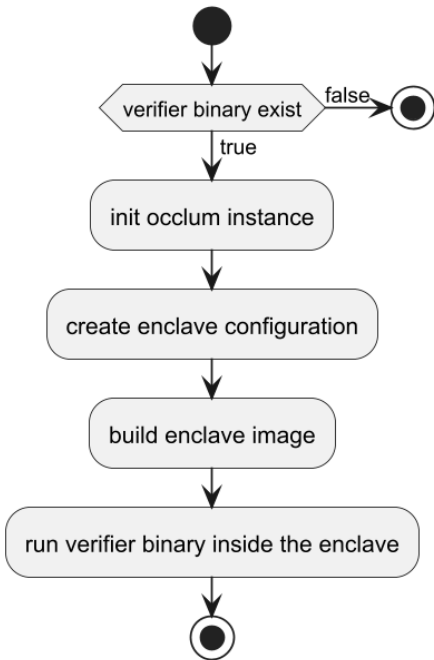 verifier binary exist
false
true
init occlum instance
create enclave configuration
build enclave image
run verifier binary inside the enclave